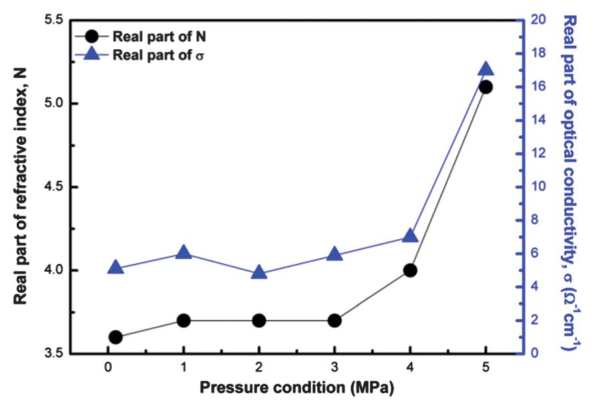 Real part of N
Real part of σ
Real part of refractive index, N
5.5
5.0
4.5
4.0
3.5
0 1 2 3 4 5
Pressure condition (MPa)
20
18
16
14
12
10
8
6
4
2
0
Real part of optical conductivity, σ (Ω⁻¹cm⁻¹)